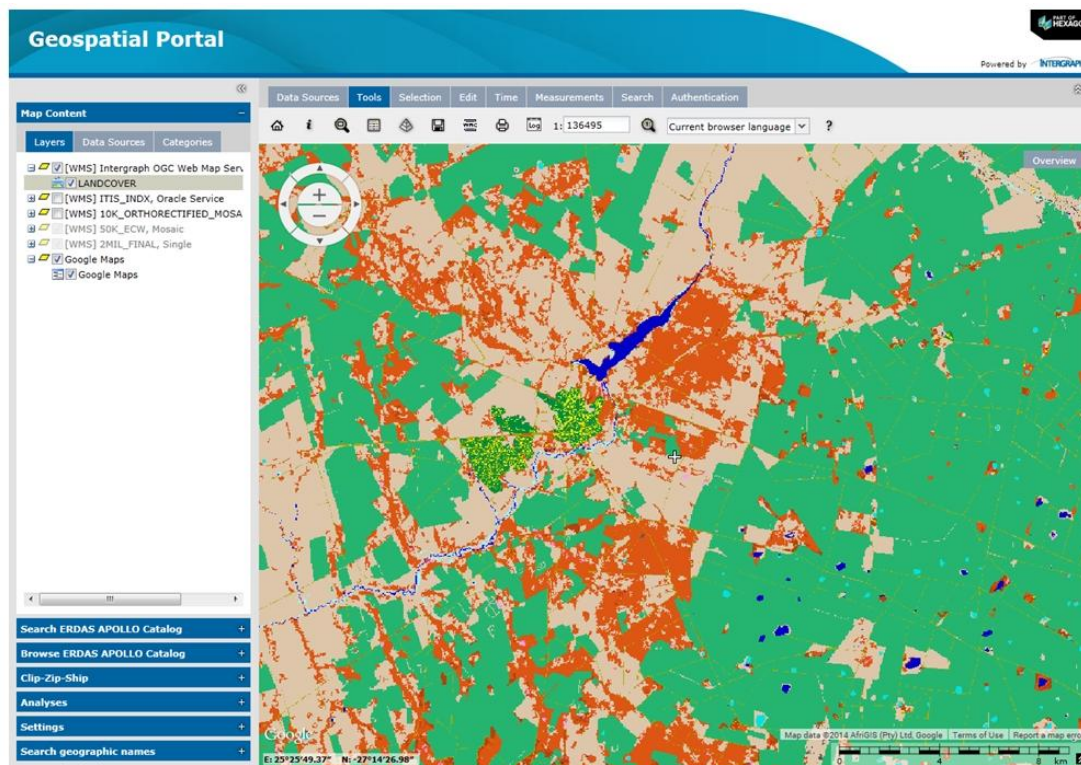 Geospatial Portal
PART OF
HEXAGO
Powered by INTERGRAPH
Map Content
Layers Data Sources Categories
[WMS] Intergraph OGC Web Map Serv
LANDCOVER
[WMS] ITIS_INDX, Oracle Service
[WMS] 10K_ORTHORECTIFIED_MOSA
[WMS] 50K_ECW, Mosaic
[WMS] 2MIL_FINAL, Single
Google Maps
Google Maps
Search ERDAS APOLLO Catalog
Browse ERDAS APOLLO Catalog
Clip-Zip-Ship
Analyses
Settings
Search geographic names
Data Sources Tools Selection Edit Time Measurements Search Authentication
i WMC Log 1: 136495 Current browser language ?
Overview
Google
Map data ©2014 AfriGIS (Pty) Ltd, Google Terms of Use Report a map erro
E: 25°25'49.37" N: -27°14'26.98"
0 4 8 km